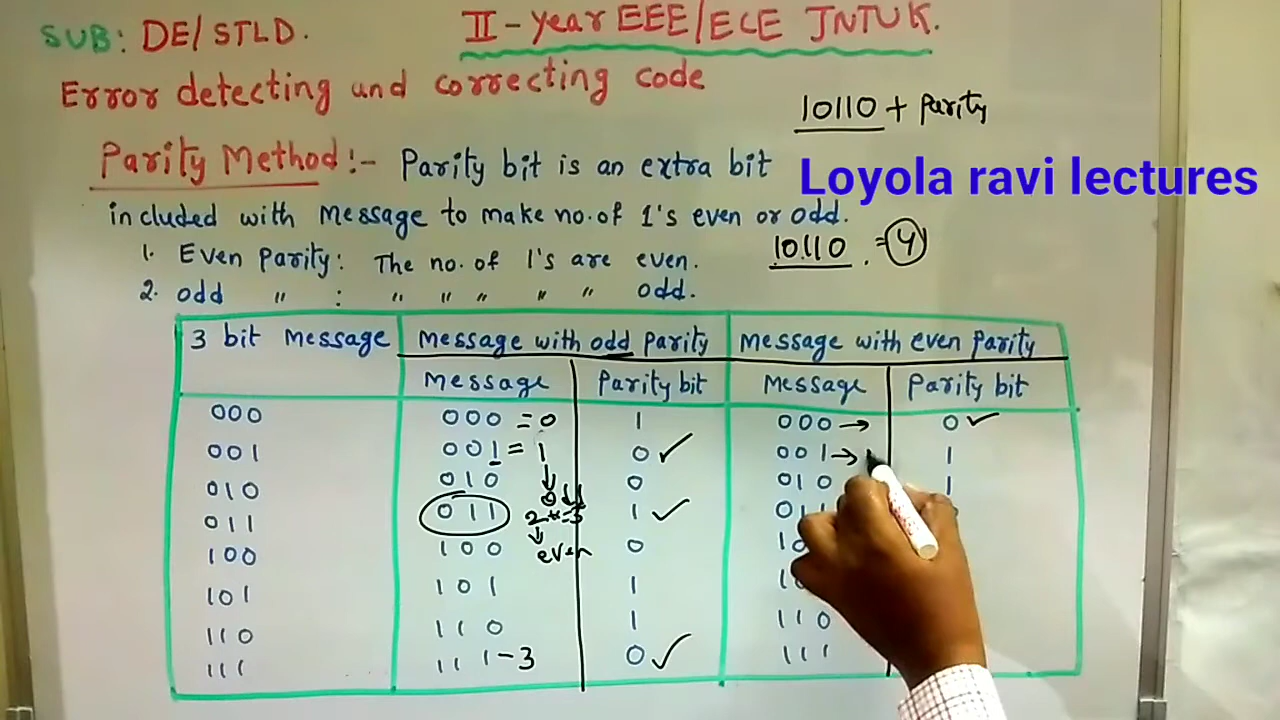 SUB: DE/STLD.
II-year EEE/ECE JNTUK.
Error detecting and correcting code
10110 + Parity
Parity Method:- Parity bit is an extra bit
Loyola ravi lectures
included with message to make no. of 1's even or odd.
10110 . = 4
1. Even Parity: The no. of 1's are even.
2. odd " : " " " " " odd.
3 bit message | message with odd parity | message with even parity
message | Parity bit | message | Parity bit
000 | 000 = 0 | 1 | 000 → | 0 ✓
001 | 001 = 1 | 0 ✓ | 001 → | 1
010 | 010 ↓ odd | 0 | 010 | 1
011 | 011 | 1 ✓
↓
even
100 | 100 | 0
101 | 101 | 1
110 | 110 | 1 | 110
111 | 111 - 3 | 0 ✓ | 111